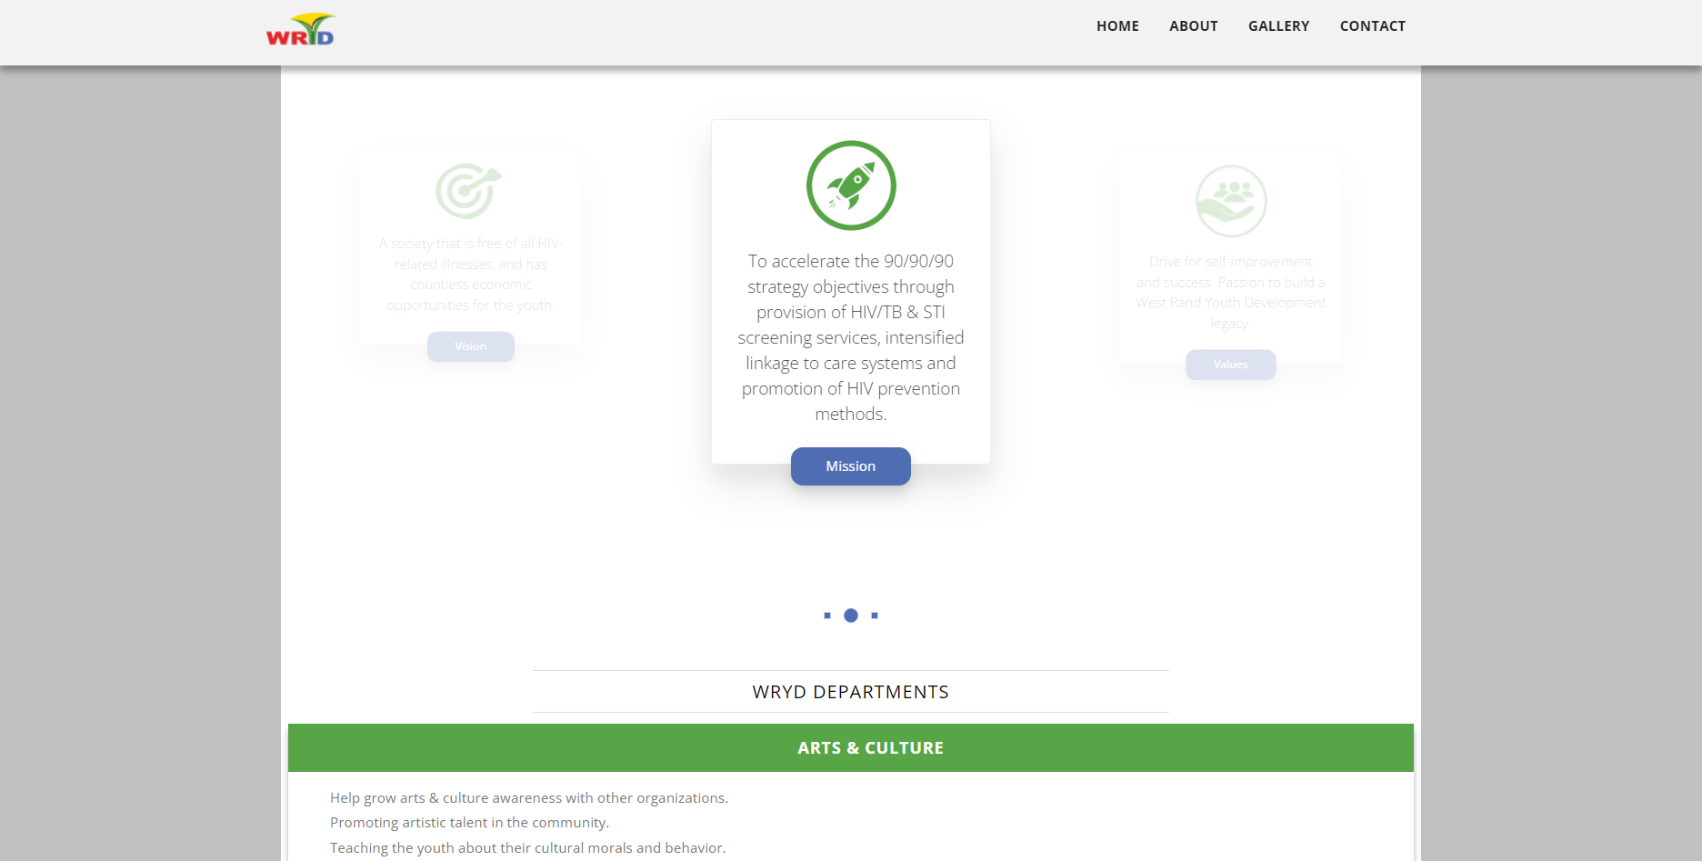 WRYD
HOME ABOUT GALLERY CONTACT
A society that is free of all HIV-
related illnesses, and has
countless economic
opportunities for the youth.
Vision
To accelerate the 90/90/90
strategy objectives through
provision of HIV/TB & STI
screening services, intensified
linkage to care systems and
promotion of HIV prevention
methods.
Mission
Drive for self-improvement
and success. Passion to build a
West Rand Youth Development
legacy.
Values
WRYD DEPARTMENTS
ARTS & CULTURE
Help grow arts & culture awareness with other organizations.
Promoting artistic talent in the community.
Teaching the youth about their cultural morals and behavior.